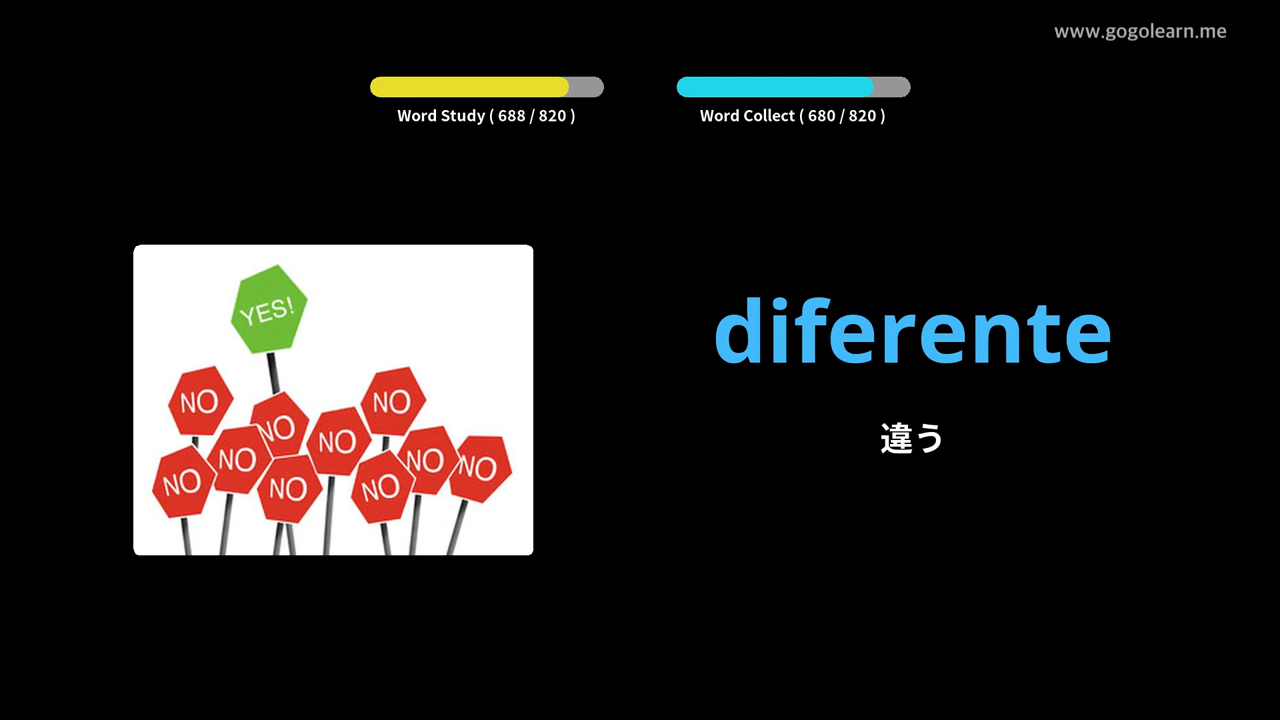 www.gogolearn.me
Word Study ( 688 / 820 )
Word Collect ( 680 / 820 )
YES!
NO
NO
NO
NO
NO
NO
NO
NO
NO
NO
diferente
違う